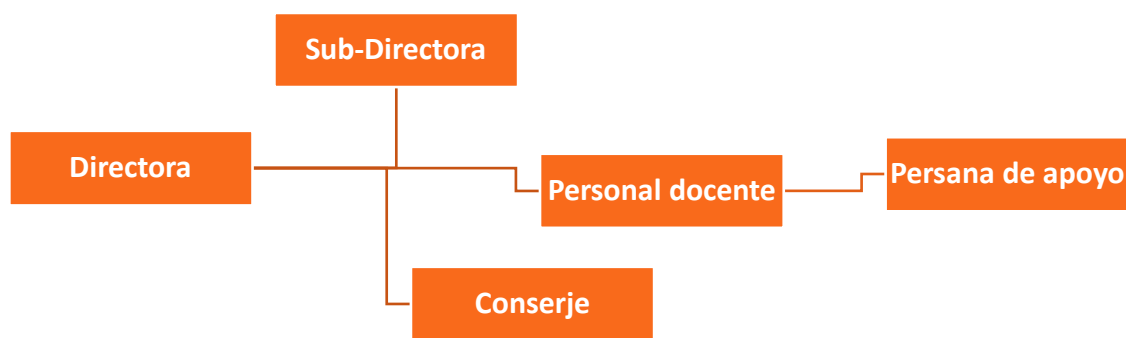 Sub-Directora
Directora
Personal docente
Persana de apoyo
Conserje